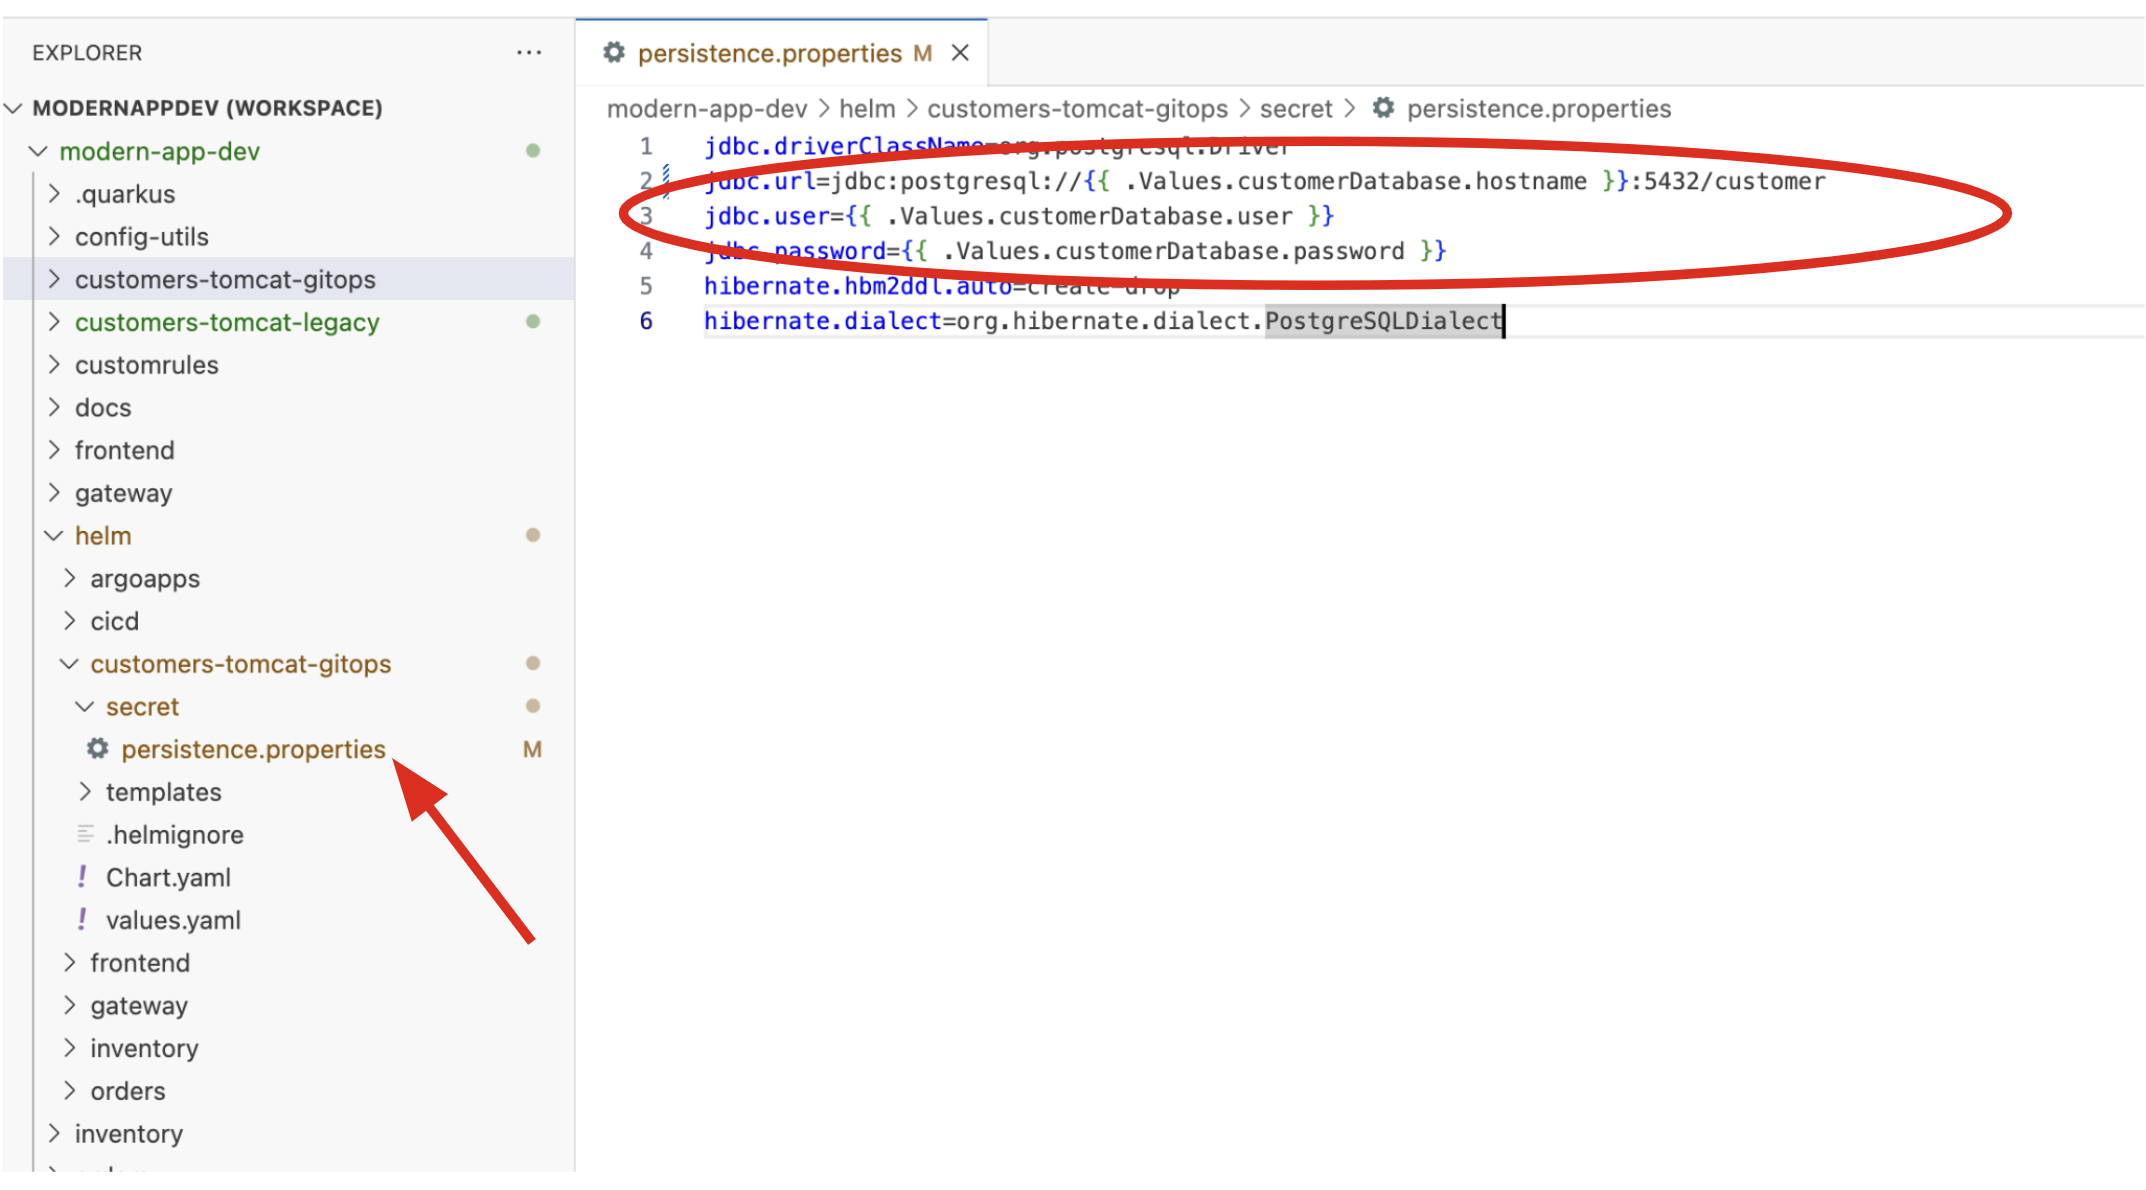 EXPLORER
MODERNAPPDEV (WORKSPACE)
modern-app-dev
.quarkus
config-utils
customers-tomcat-gitops
customers-tomcat-legacy
customrules
docs
frontend
gateway
helm
argoapps
cicd
customers-tomcat-gitops
secret
persistence.properties M
templates
.helmignore
! Chart.yaml
! values.yaml
frontend
gateway
inventory
orders
inventory
persistence.properties M
modern-app-dev > helm > customers-tomcat-gitops > secret > persistence.properties
1 jdbc.driverClassName=org.postgresql.Driver
2 jdbc.url=jdbc:postgresql://{{ .Values.customerDatabase.hostname }}:5432/customer
3 jdbc.user={{ .Values.customerDatabase.user }}
4 jdbc.password={{ .Values.customerDatabase.password }}
5 hibernate.hbm2ddl.auto=create-drop
6 hibernate.dialect=org.hibernate.dialect.PostgreSQLDialect